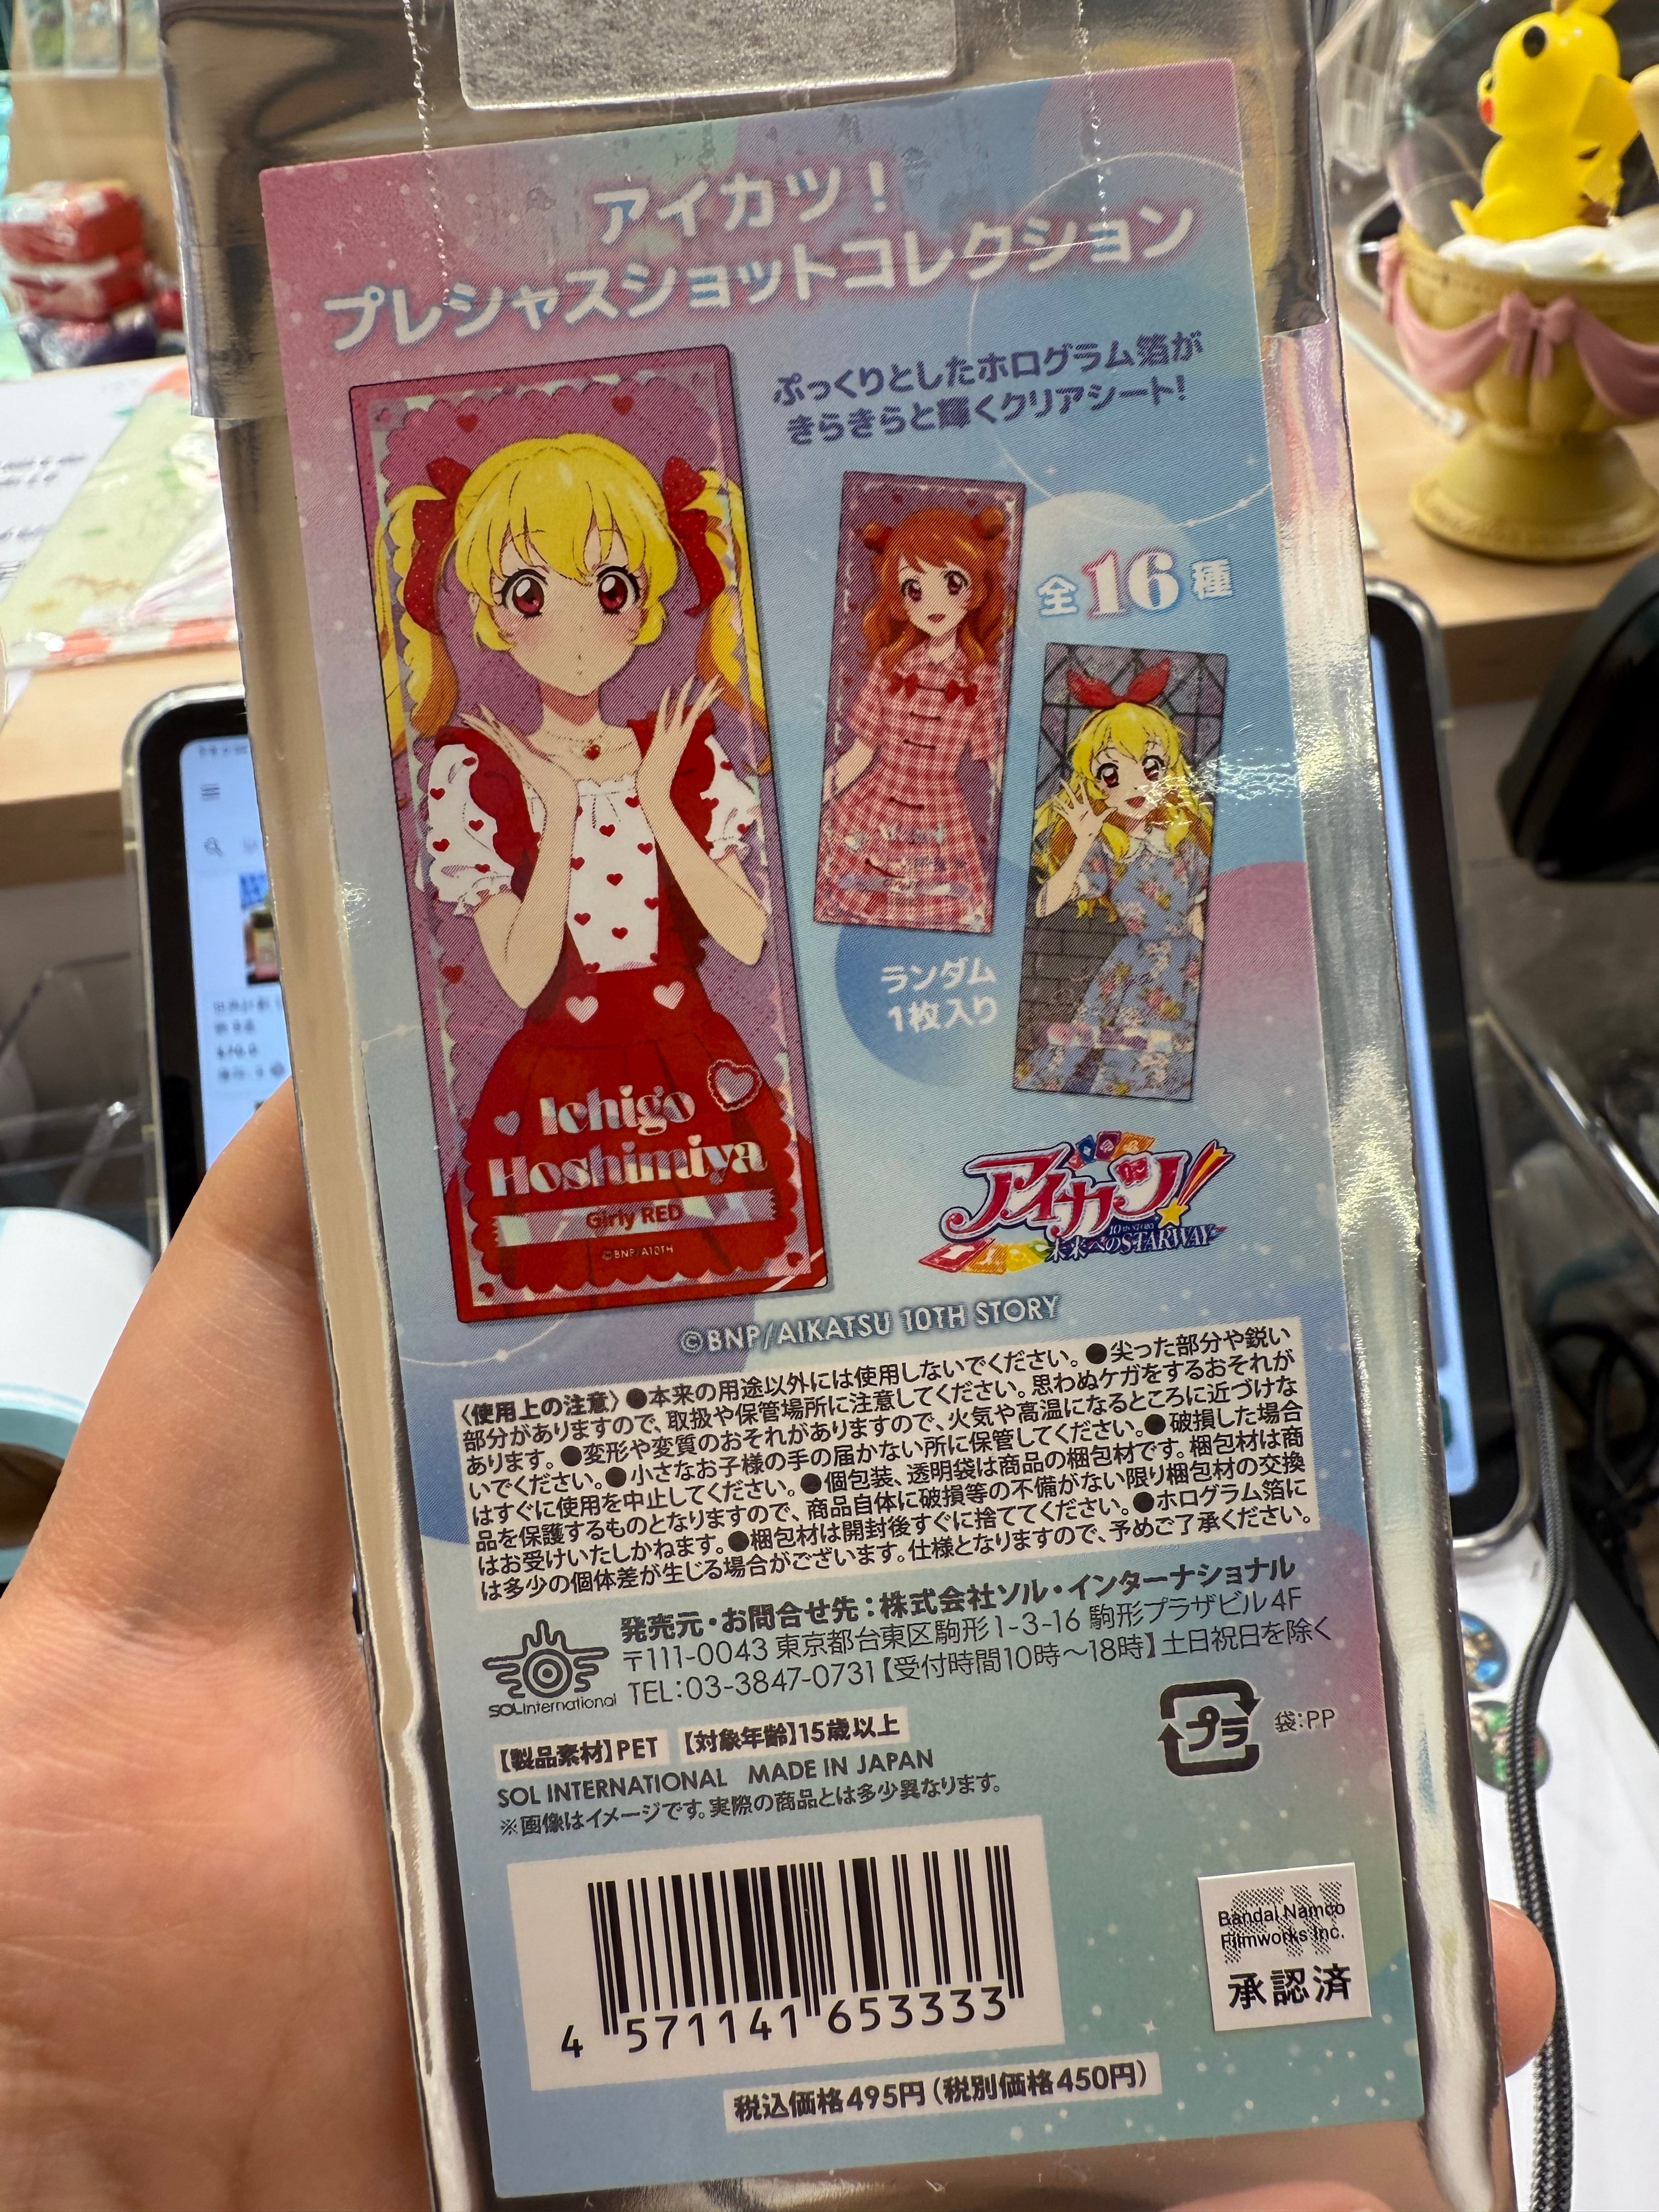 アイカツ!
プレシャスショットコレクション
ぷっくりとしたホログラム箔が
きらきらと輝くクリアシート!
全16種
ランダム
1枚入り
Ichigo
Hoshimiya
Girly RED
©BNP/A10TH
アイカツ!
10th STORY
未来へのSTARWAY
©BNP/AIKATSU 10TH STORY
〈使用上の注意〉●本来の用途以外には使用しないでください。●尖った部分や鋭い
部分がありますので、取扱や保管場所に注意してください。思わぬケガをするおそれが
あります。●変形や変質のおそれがありますので、火気や高温になるところに近づけな
いでください。●小さなお子様の手の届かない所に保管してください。●破損した場合
はすぐに使用を中止してください。●個包装、透明袋は商品の梱包材です。梱包材は商
品を保護するものとなりますので、商品自体に破損等の不備がない限り梱包材の交換
はお受けいたしかねます。●梱包材は開封後すぐに捨ててください。●ホログラム箔に
は多少の個体差が生じる場合がございます。仕様となりますので、予めご了承ください。
発売元・お問合せ先:株式会社ソル・インターナショナル
〒111-0043 東京都台東区駒形1-3-16 駒形プラザビル4F
TEL:03-3847-0731【受付時間10時〜18時】土日祝日を除く
SOL International
【製品素材】PET 【対象年齢】15歳以上
SOL INTERNATIONAL MADE IN JAPAN
※画像はイメージです。実際の商品とは多少異なります。
プラ
袋:PP
4 571141 653333
Bandai Namco
Filmworks Inc.
承認済
税込価格495円(税別価格450円)